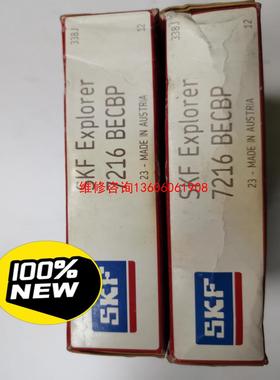 338J
12
SKF Explorer
7216 BECBP
23 - MADE IN AUSTRIA
SKF
338J
12
SKF Explorer
7216 BECBP
23 - MADE IN AUSTRIA
SKF
维修咨询13606061908
100%
NEW